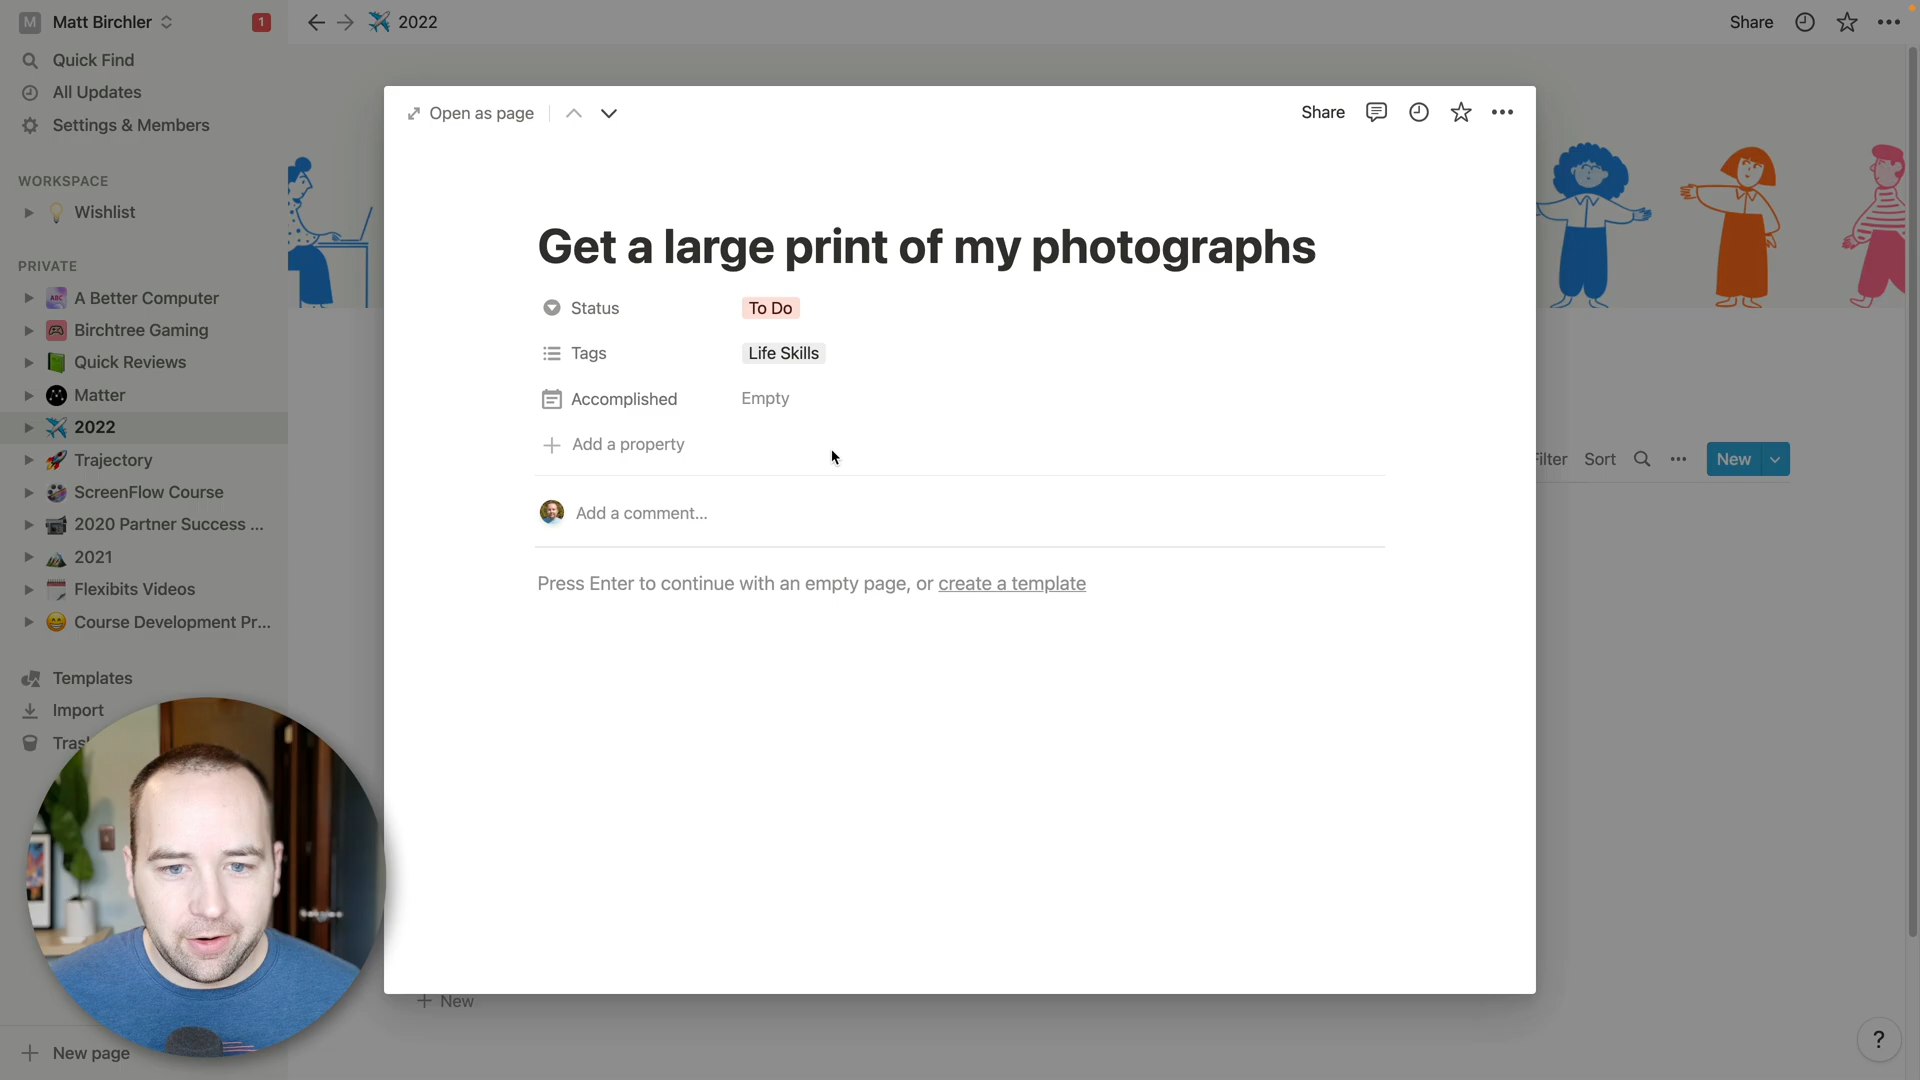 M Matt Birchler 1
2022
Share
Quick Find
All Updates
Settings & Members
WORKSPACE
Wishlist
PRIVATE
A Better Computer
Birchtree Gaming
Quick Reviews
Matter
2022
Trajectory
ScreenFlow Course
2020 Partner Success ...
2021
Flexibits Videos
Course Development Pr...
Templates
Import
New page
Open as page
Share
Get a large print of my photographs
Status To Do
Tags Life Skills
Accomplished Empty
Add a property
Add a comment...
Press Enter to continue with an empty page, or create a template
Sort
New
New
?